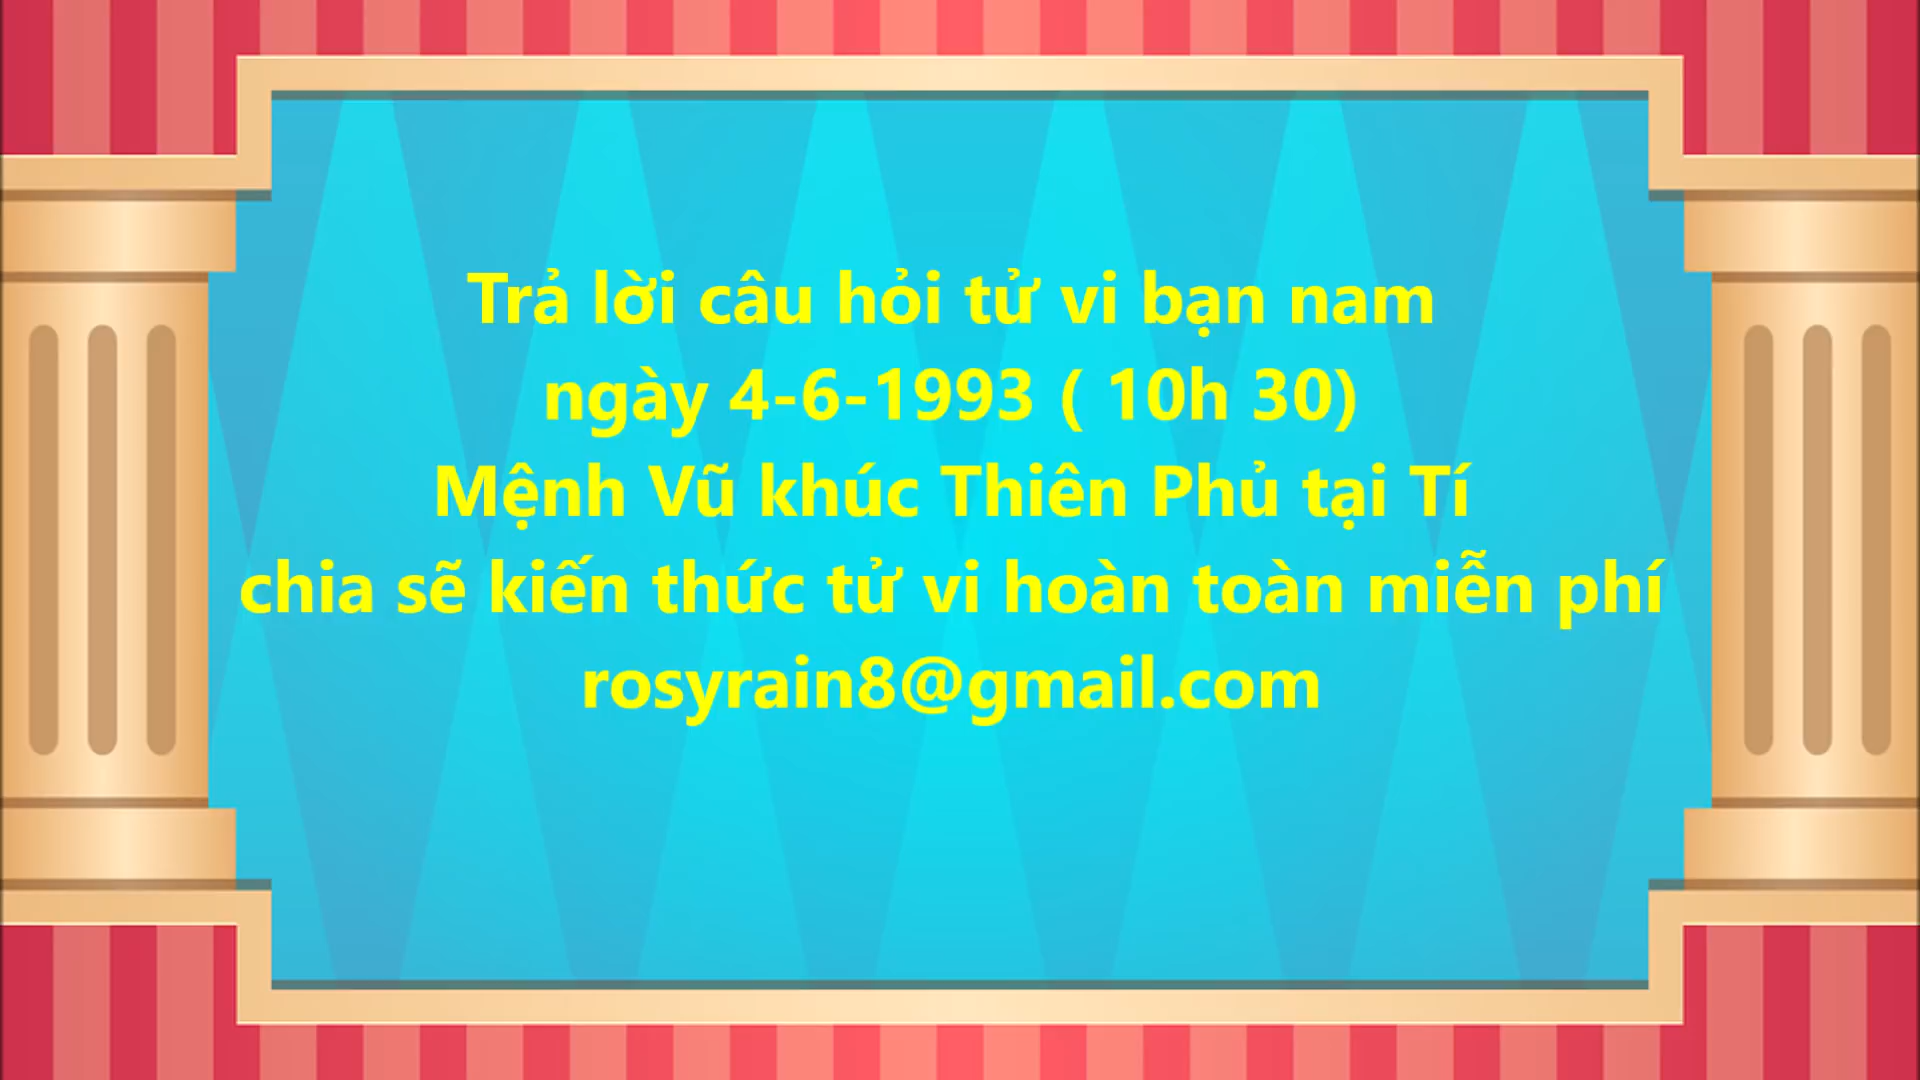 Trả lời câu hỏi tử vi bạn nam
ngày 4-6-1993 ( 10h 30)
Mệnh Vũ khúc Thiên Phủ tại Tí
chia sẽ kiến thức tử vi hoàn toàn miễn phí
rosyrain8@gmail.com